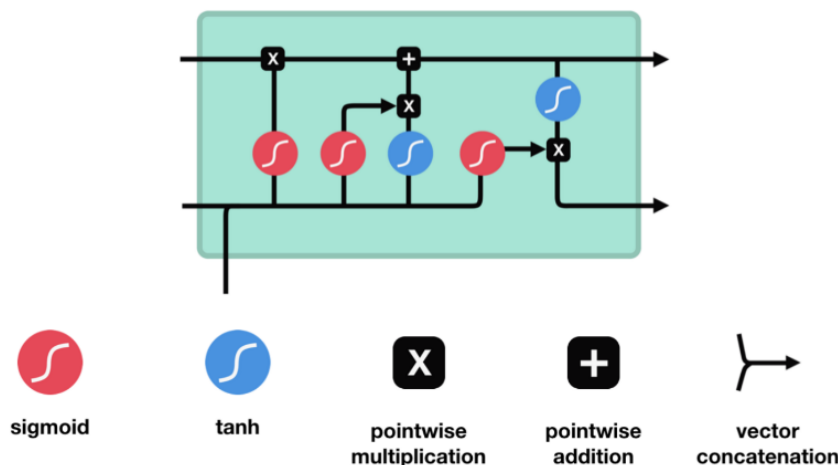 X
+
X
X
X
+
sigmoid
tanh
pointwise
multiplication
pointwise
addition
vector
concatenation